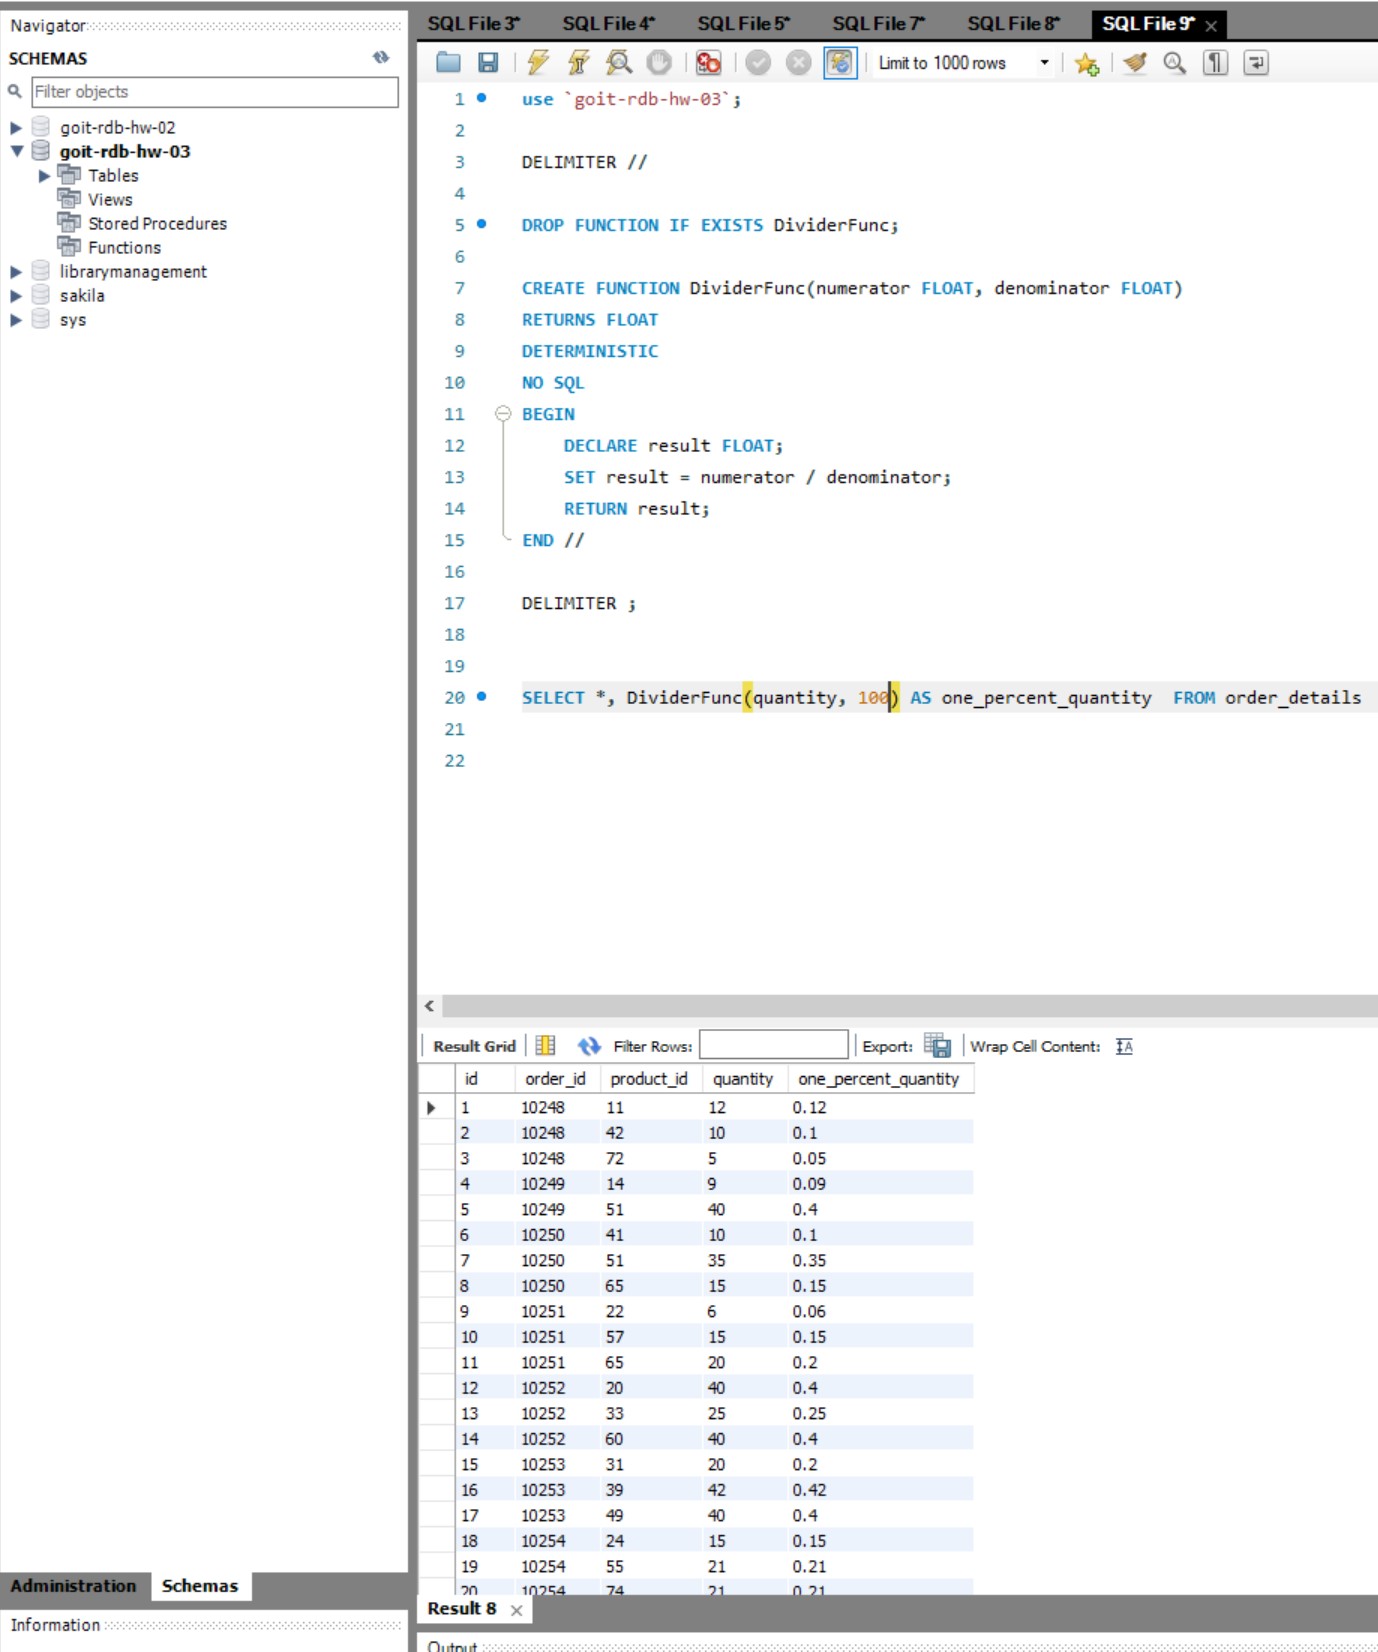 Navigator
SCHEMAS
Filter objects
goit-rdb-hw-02
goit-rdb-hw-03
Tables
Views
Stored Procedures
Functions
librarymanagement
sakila
sys
Administration Schemas
Information
SQL File 3* SQL File 4* SQL File 5* SQL File 7* SQL File 8* SQL File 9*
Limit to 1000 rows
1 use `goit-rdb-hw-03`;
2
3 DELIMITER //
4
5 DROP FUNCTION IF EXISTS DividerFunc;
6
7 CREATE FUNCTION DividerFunc(numerator FLOAT, denominator FLOAT)
8 RETURNS FLOAT
9 DETERMINISTIC
10 NO SQL
11 BEGIN
12 DECLARE result FLOAT;
13 SET result = numerator / denominator;
14 RETURN result;
15 END //
16
17 DELIMITER ;
18
19
20 SELECT *, DividerFunc(quantity, 100) AS one_percent_quantity FROM order_details
21
22
Result Grid Filter Rows: Export: Wrap Cell Content:
id order_id product_id quantity one_percent_quantity
1 10248 11 12 0.12
2 10248 42 10 0.1
3 10248 72 5 0.05
4 10249 14 9 0.09
5 10249 51 40 0.4
6 10250 41 10 0.1
7 10250 51 35 0.35
8 10250 65 15 0.15
9 10251 22 6 0.06
10 10251 57 15 0.15
11 10251 65 20 0.2
12 10252 20 40 0.4
13 10252 33 25 0.25
14 10252 60 40 0.4
15 10253 31 20 0.2
16 10253 39 42 0.42
17 10253 49 40 0.4
18 10254 24 15 0.15
19 10254 55 21 0.21
20 10254 74 21 0.21
Result 8
Output